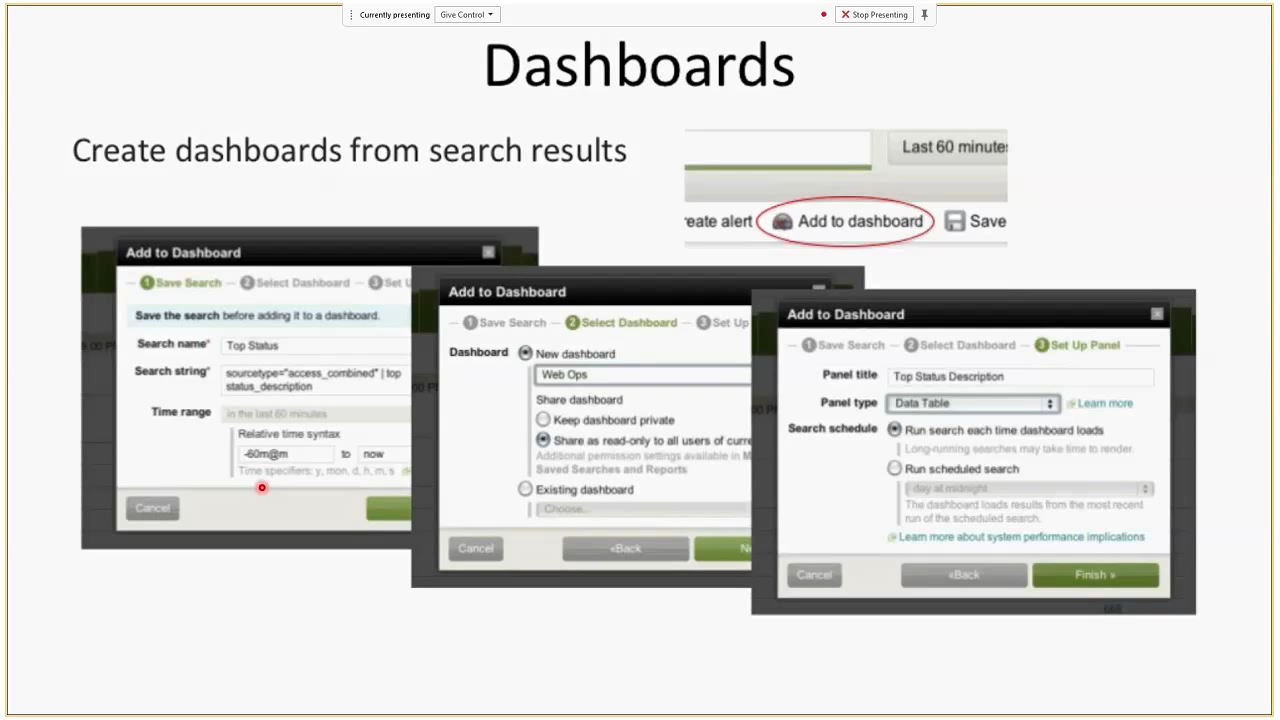 Currently presenting Give Control Stop Presenting
Dashboards
Create dashboards from search results
Last 60 minutes
reate alert Add to dashboard Save
Add to Dashboard
1 Save Search 2 Select Dashboard 3 Set U
Save the search before adding it to a dashboard.
Search name* Top Status
Search string* sourcetype="access_combined" | top
status_description
Time range in the last 60 minutes
Relative time syntax
-60m@m to now
Time specifiers: y, mon, d, h, m, s
Cancel
Add to Dashboard
1 Save Search 2 Select Dashboard 3 Set Up
Dashboard New dashboard
Web Ops
Share dashboard
Keep dashboard private
Share as read-only to all users of curre
Additional permission settings available in M
Saved Searches and Reports
Existing dashboard
Choose...
Cancel «Back Ne
Add to Dashboard
1 Save Search 2 Select Dashboard 3 Set Up Panel
Panel title Top Status Description
Panel type Data Table Learn more
Search schedule Run search each time dashboard loads
Long-running searches may take time to render.
Run scheduled search
day at midnight
The dashboard loads results from the most recent
run of the scheduled search.
Learn more about system performance implications
Cancel «Back Finish »